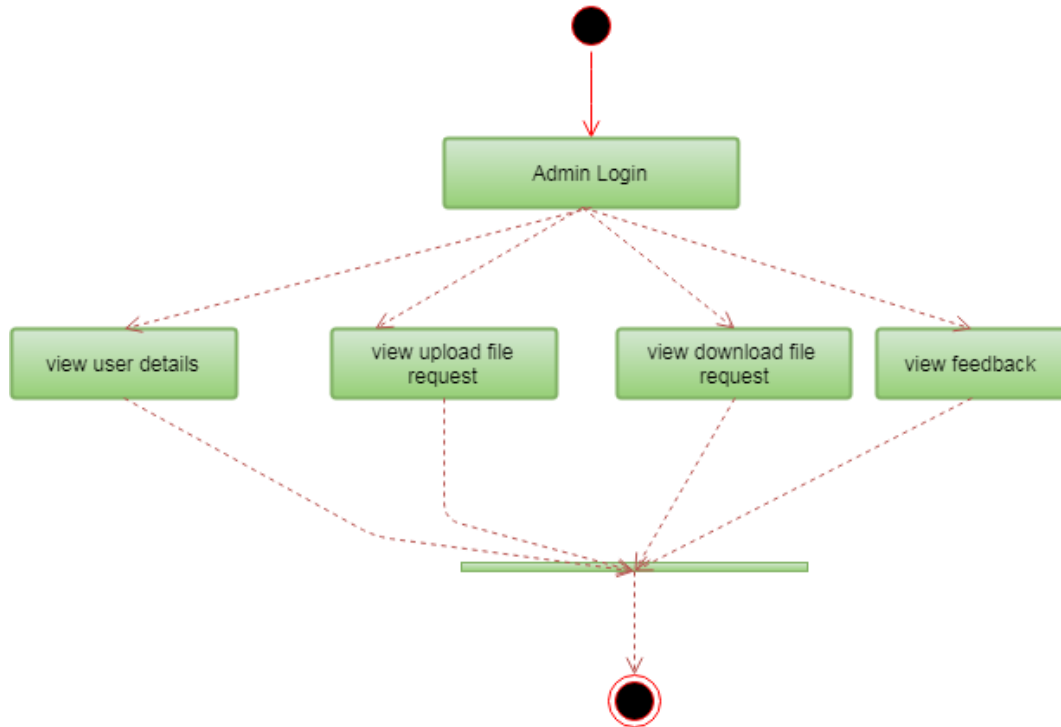 Admin Login
view user details
view upload file
request
view download file
request
view feedback